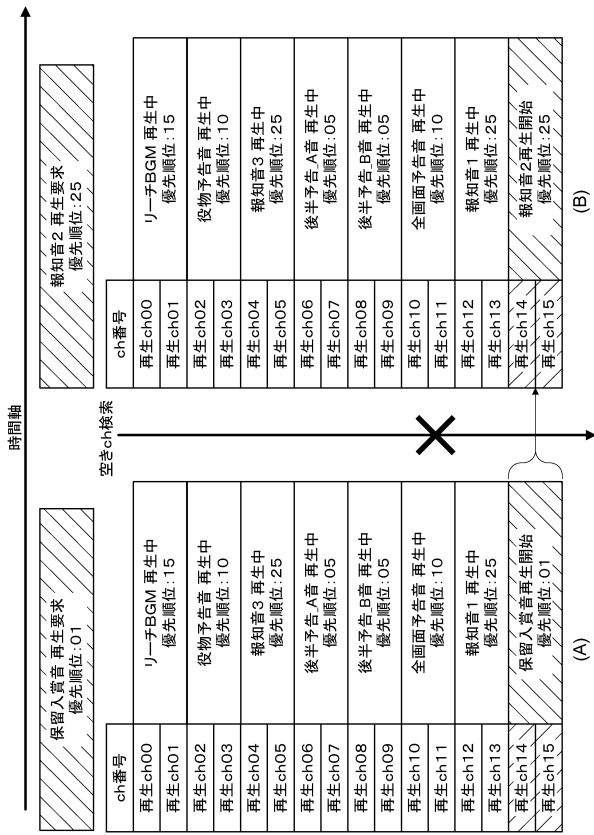 時間軸
保留入賞音 再生要求
優先順位:01
ch番号
再生ch00
再生ch01
リーチBGM 再生中
優先順位:15
再生ch02
再生ch03
役物予告音 再生中
優先順位:10
再生ch04
再生ch05
報知音3 再生中
優先順位:25
再生ch06
再生ch07
後半予告_A音 再生中
優先順位:05
再生ch08
再生ch09
後半予告_B音 再生中
優先順位:05
再生ch10
再生ch11
全画面予告音 再生中
優先順位:10
再生ch12
再生ch13
報知音1 再生中
優先順位:25
再生ch14
再生ch15
保留入賞音再生開始
優先順位:01
(A)
空きch検索
報知音2 再生要求
優先順位:25
ch番号
再生ch00
再生ch01
リーチBGM 再生中
優先順位:15
再生ch02
再生ch03
役物予告音 再生中
優先順位:10
再生ch04
再生ch05
報知音3 再生中
優先順位:25
再生ch06
再生ch07
後半予告_A音 再生中
優先順位:05
再生ch08
再生ch09
後半予告_B音 再生中
優先順位:05
再生ch10
再生ch11
全画面予告音 再生中
優先順位:10
再生ch12
再生ch13
報知音1 再生中
優先順位:25
再生ch14
再生ch15
報知音2再生開始
優先順位:25
(B)